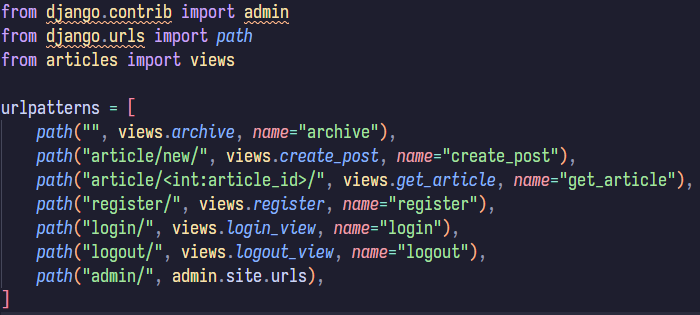 from django.contrib import admin
from django.urls import path
from articles import views

urlpatterns = [
    path("", views.archive, name="archive"),
    path("article/new/", views.create_post, name="create_post"),
    path("article/<int:article_id>/", views.get_article, name="get_article"),
    path("register/", views.register, name="register"),
    path("login/", views.login_view, name="login"),
    path("logout/", views.logout_view, name="logout"),
    path("admin/", admin.site.urls),
]